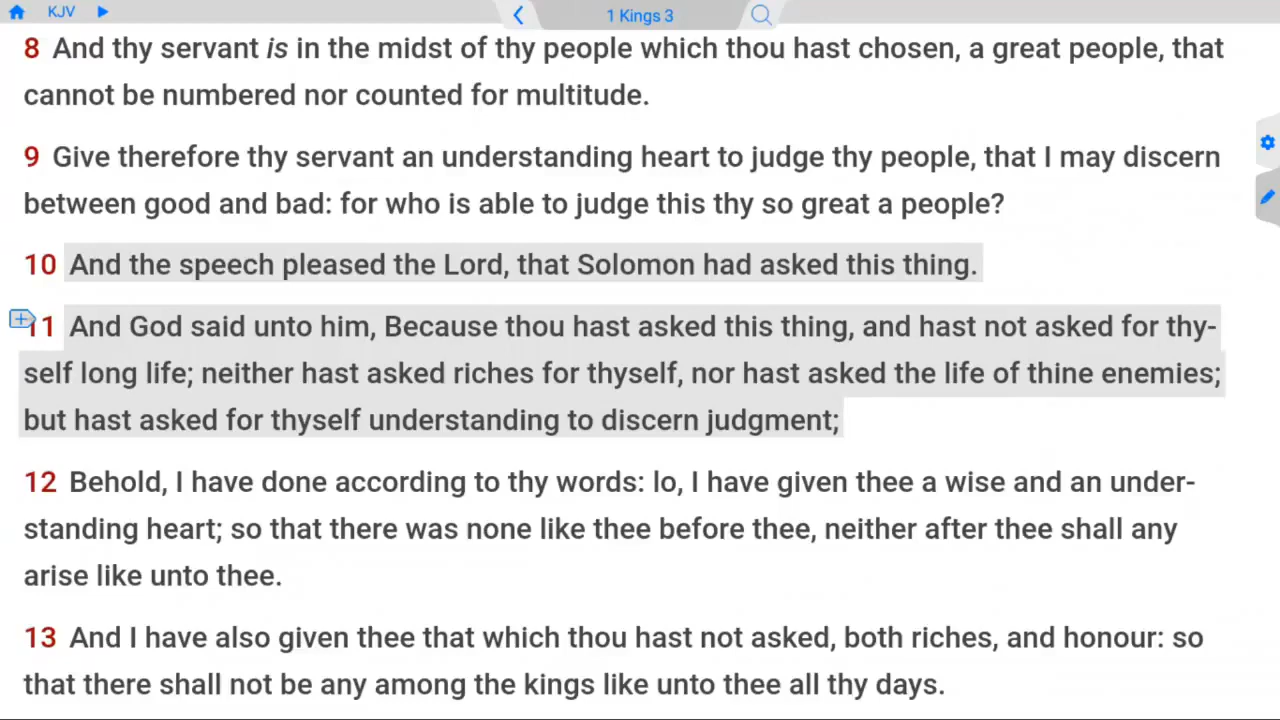 KJV
1 Kings 3
8 And thy servant is in the midst of thy people which thou hast chosen, a great people, that
cannot be numbered nor counted for multitude.
9 Give therefore thy servant an understanding heart to judge thy people, that I may discern
between good and bad: for who is able to judge this thy so great a people?
10 And the speech pleased the Lord, that Solomon had asked this thing.
11 And God said unto him, Because thou hast asked this thing, and hast not asked for thy-
self long life; neither hast asked riches for thyself, nor hast asked the life of thine enemies;
but hast asked for thyself understanding to discern judgment;
12 Behold, I have done according to thy words: lo, I have given thee a wise and an under-
standing heart; so that there was none like thee before thee, neither after thee shall any
arise like unto thee.
13 And I have also given thee that which thou hast not asked, both riches, and honour: so
that there shall not be any among the kings like unto thee all thy days.